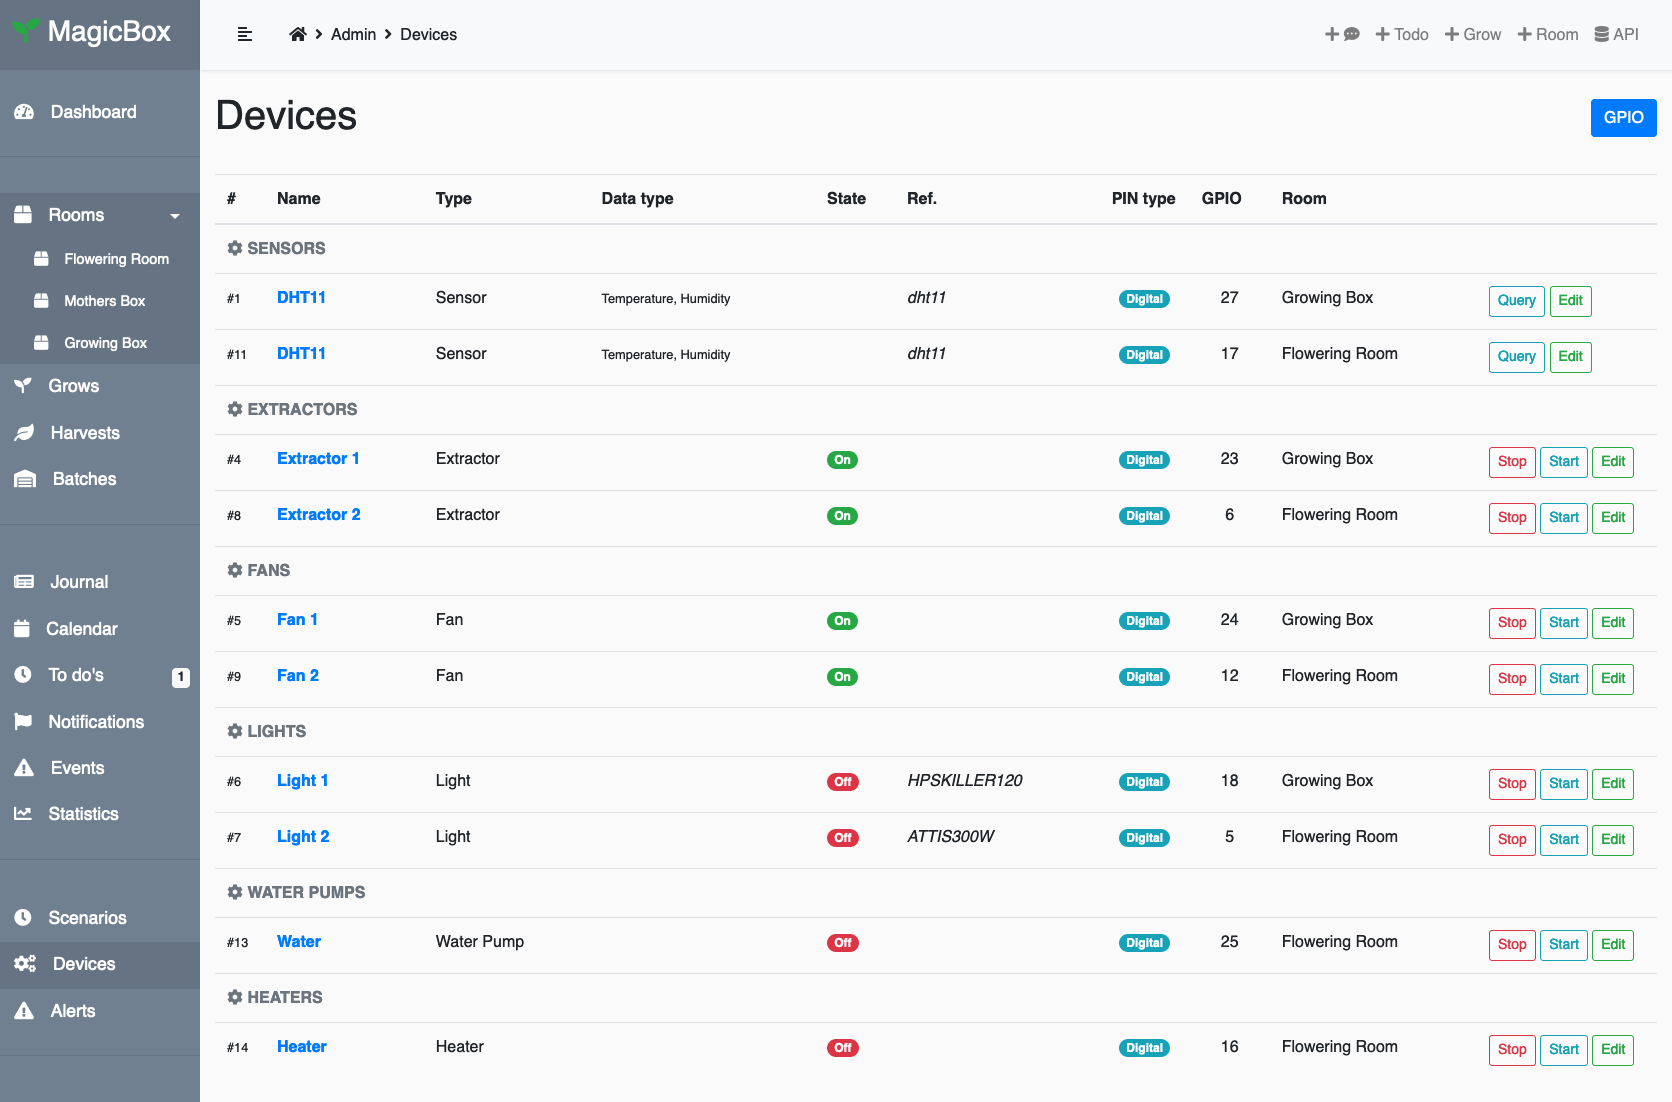 MagicBox
Admin Devices
Todo Grow Room API
Dashboard
Rooms
Flowering Room
Mothers Box
Growing Box
Grows
Harvests
Batches
Journal
Calendar
To do's 1
Notifications
Events
Statistics
Scenarios
Devices
Alerts
Devices
GPIO
# Name Type Data type State Ref. PIN type GPIO Room
SENSORS
#1 DHT11 Sensor Temperature, Humidity dht11 Digital 27 Growing Box Query Edit
#11 DHT11 Sensor Temperature, Humidity dht11 Digital 17 Flowering Room Query Edit
EXTRACTORS
#4 Extractor 1 Extractor On Digital 23 Growing Box Stop Start Edit
#8 Extractor 2 Extractor On Digital 6 Flowering Room Stop Start Edit
FANS
#5 Fan 1 Fan On Digital 24 Growing Box Stop Start Edit
#9 Fan 2 Fan On Digital 12 Flowering Room Stop Start Edit
LIGHTS
#6 Light 1 Light Off HPSKILLER120 Digital 18 Growing Box Stop Start Edit
#7 Light 2 Light Off ATTIS300W Digital 5 Flowering Room Stop Start Edit
WATER PUMPS
#13 Water Water Pump Off Digital 25 Flowering Room Stop Start Edit
HEATERS
#14 Heater Heater Off Digital 16 Flowering Room Stop Start Edit